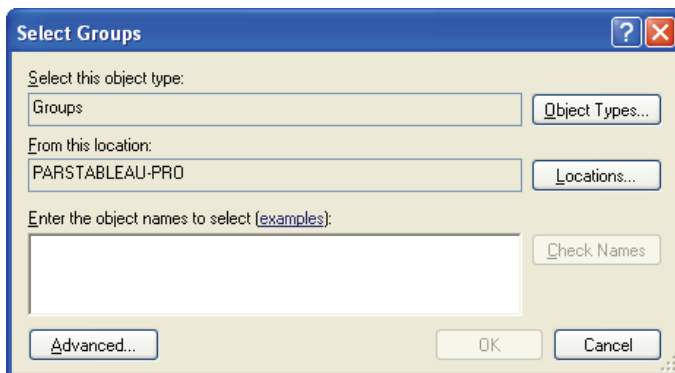 Select Groups
Select this object type:
Groups
Object Types...
From this location:
PARSTABLEAU-PRO
Locations...
Enter the object names to select (examples):
Check Names
Advanced...
OK
Cancel